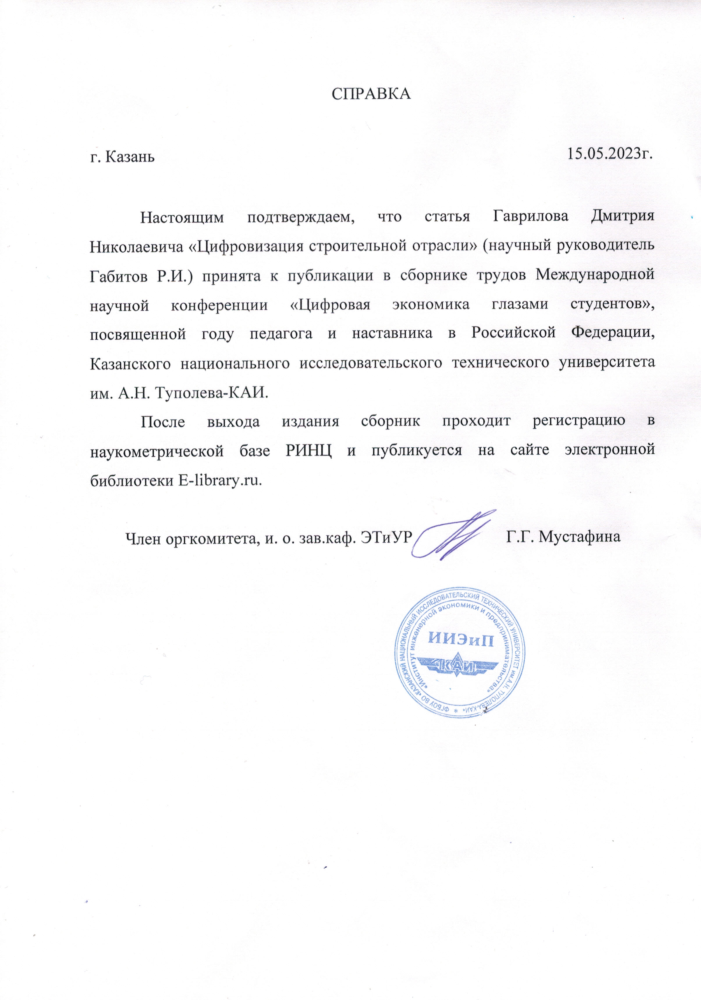 СПРАВКА
г. Казань 15.05.2023г.
Настоящим подтверждаем, что статья Гаврилова Дмитрия
Николаевича «Цифровизация строительной отрасли» (научный руководитель
Габитов Р.И.) принята к публикации в сборнике трудов Международной
научной конференции «Цифровая экономика глазами студентов»,
посвященной году педагога и наставника в Российской Федерации,
Казанского национального исследовательского технического университета
им. А.Н. Туполева-КАИ.
После выхода издания сборник проходит регистрацию в
наукометрической базе РИНЦ и публикуется на сайте электронной
библиотеки E-library.ru.
Член оргкомитета, и. о. зав.каф. ЭТиУР Г.Г. Мустафина
ФГБОУ ВО «КАЗАНСКИЙ НАЦИОНАЛЬНЫЙ ИССЛЕДОВАТЕЛЬСКИЙ ТЕХНИЧЕСКИЙ УНИВЕРСИТЕТ ИМ.А.Н. ТУПОЛЕВА-КАИ» *
«Институт инженерной экономики и предпринимательства»
ИИЭиП
КАИ